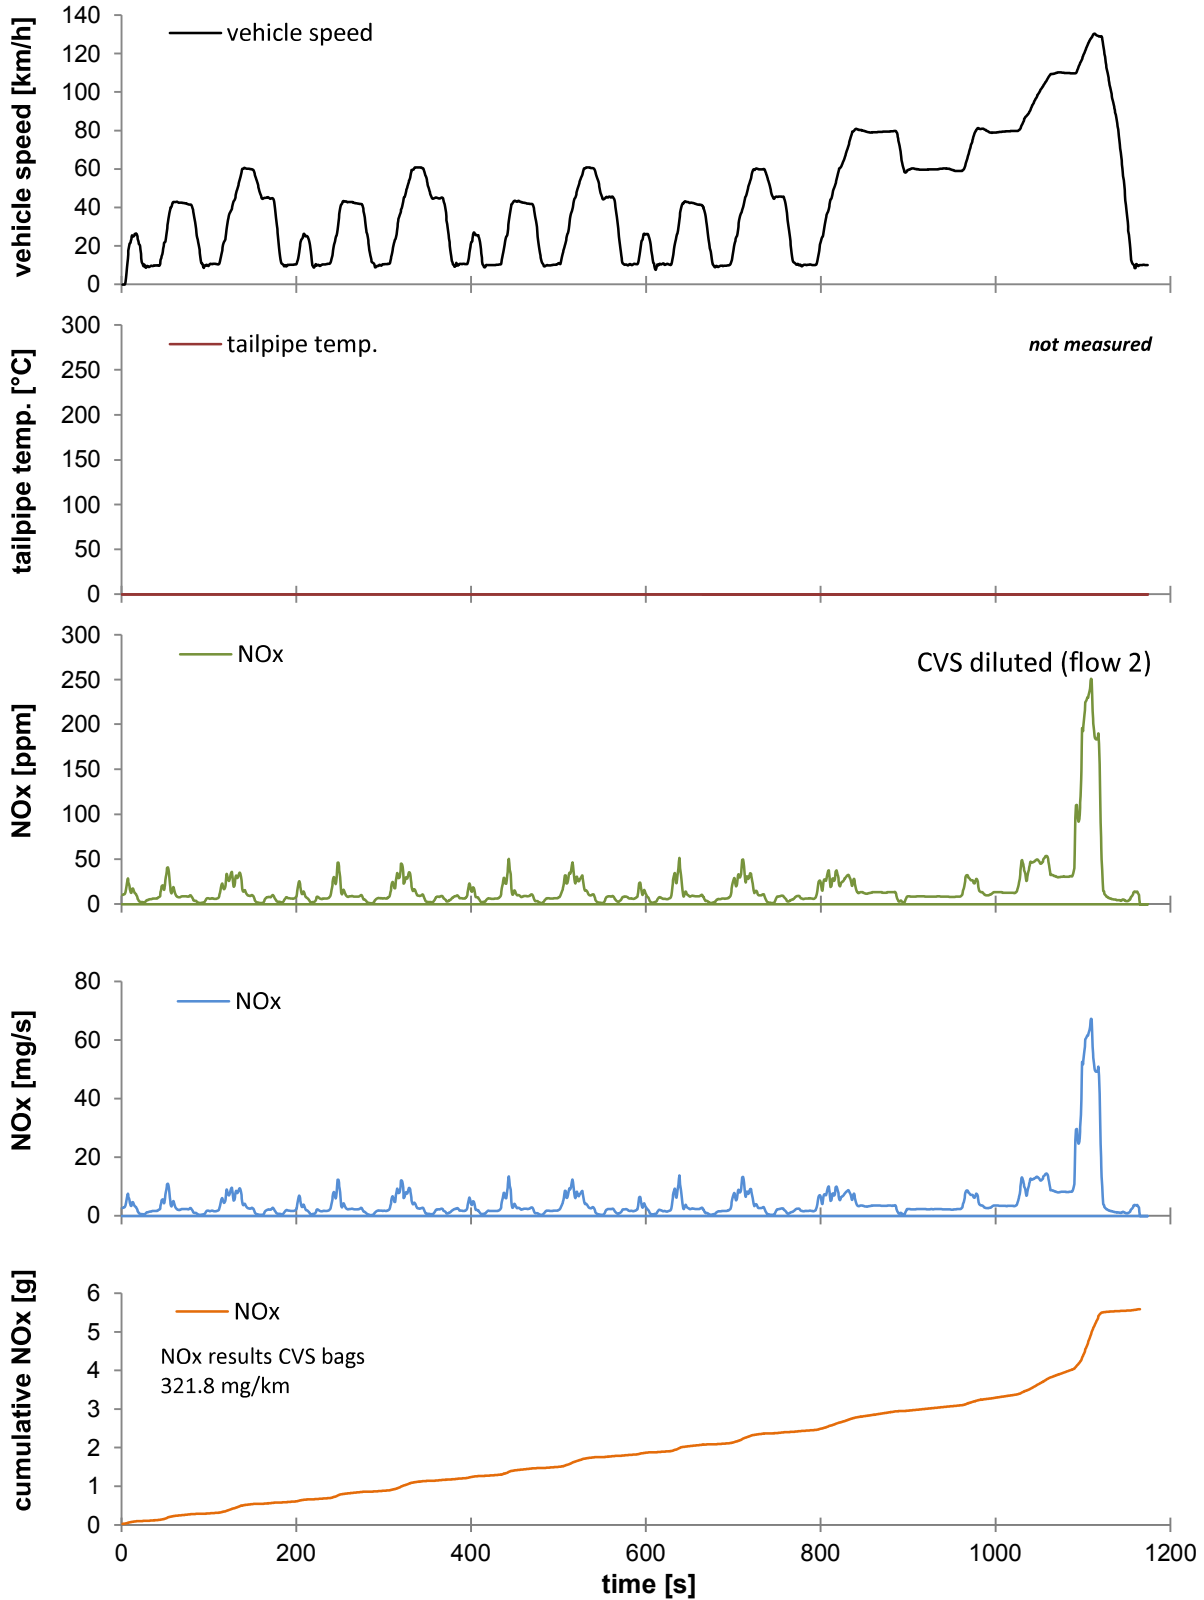 140
120
100
80
60
40
20
0
vehicle speed [km/h]
vehicle speed
300
250
200
150
100
50
0
tailpipe temp. [°C]
tailpipe temp.
not measured
300
250
200
150
100
50
0
NOx [ppm]
NOx
CVS diluted (flow 2)
80
60
40
20
0
NOx [mg/s]
NOx
6
5
4
3
2
1
0
cumulative NOx [g]
NOx
NOx results CVS bags
321.8 mg/km
0 200 400 600 800 1000 1200
time [s]